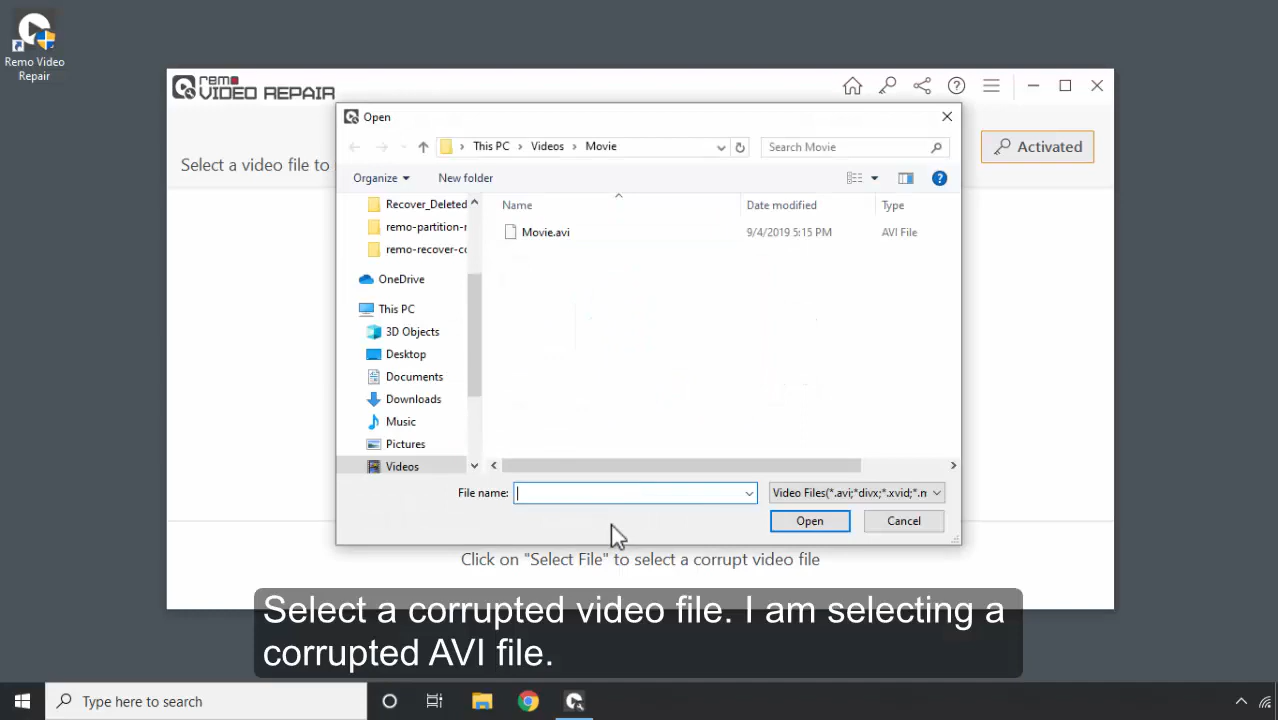 Remo Video
Repair
remo
VIDEO REPAIR
Select a video file to
Activated
Open
This PC > Videos > Movie
Search Movie
Organize
New folder
Recover_Deleted
remo-partition-r
remo-recover-co
OneDrive
This PC
3D Objects
Desktop
Documents
Downloads
Music
Pictures
Videos
Name Date modified Type
Movie.avi 9/4/2019 5:15 PM AVI File
File name:
Video Files(*.avi;*divx;*.xvid;*.n
Open
Cancel
Click on "Select File" to select a corrupt video file
Select a corrupted video file. I am selecting a
corrupted AVI file.
Type here to search